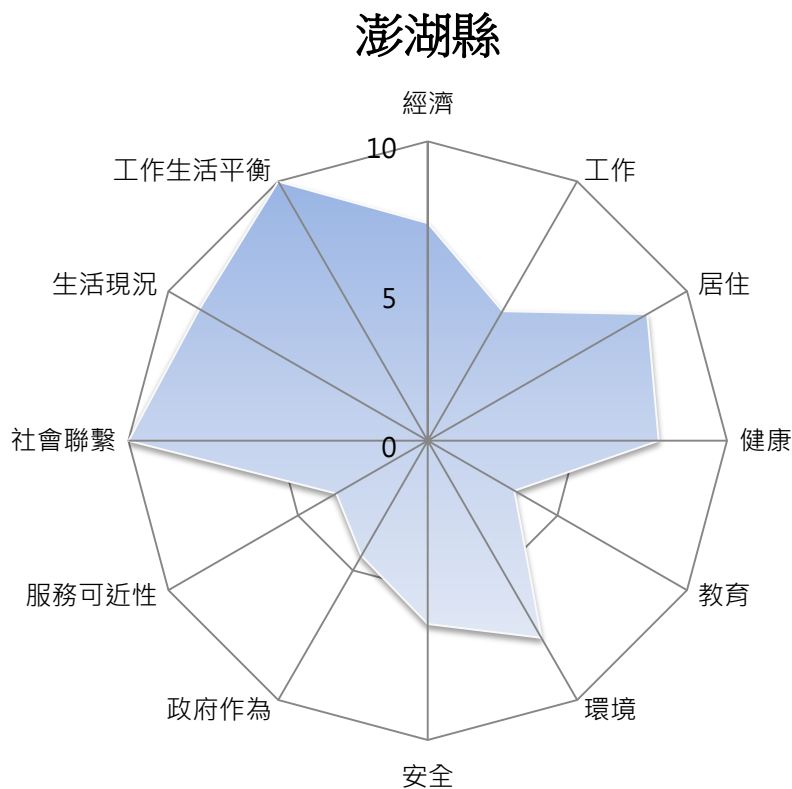 澎湖縣
經濟
10
工作生活平衡
工作
生活現況
居住
5
社會聯繫
0
健康
服務可近性
教育
政府作為
環境
安全